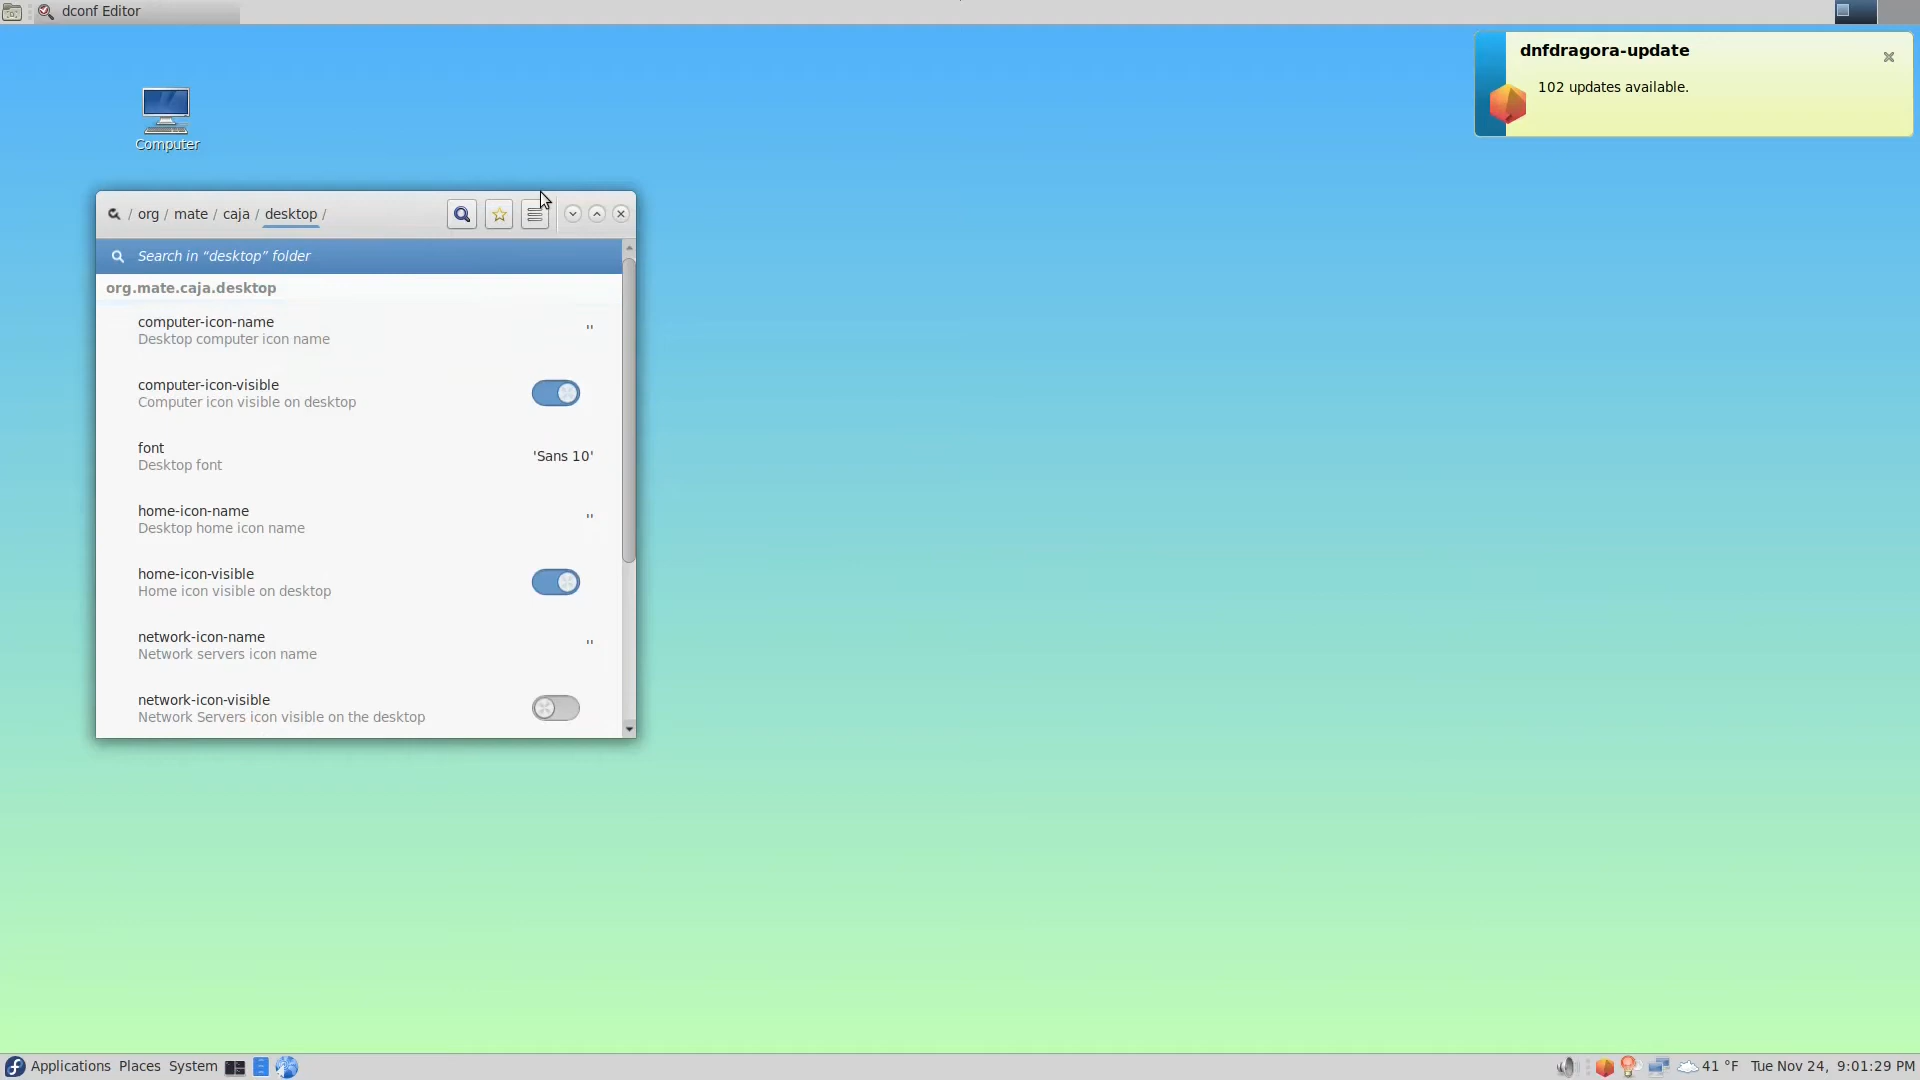 dconf Editor
dnfdragora-update
102 updates available.
Computer
/ org / mate / caja / desktop /
Search in “desktop” folder
org.mate.caja.desktop
computer-icon-name
Desktop computer icon name
''
computer-icon-visible
Computer icon visible on desktop
font
Desktop font
'Sans 10'
home-icon-name
Desktop home icon name
''
home-icon-visible
Home icon visible on desktop
network-icon-name
Network servers icon name
''
network-icon-visible
Network Servers icon visible on the desktop
Applications Places System
41 °F Tue Nov 24, 9:01:29 PM